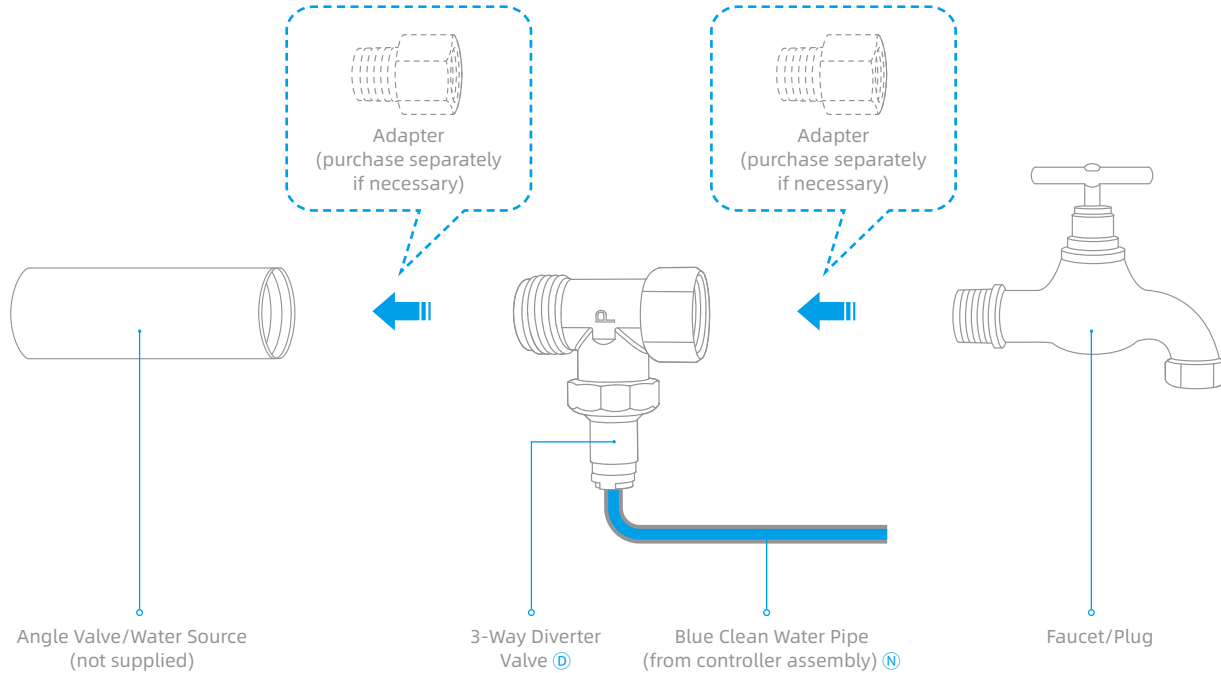 Adapter
(purchase separately
if necessary)
Adapter
(purchase separately
if necessary)
P
Angle Valve/Water Source
(not supplied)
3-Way Diverter
Valve Ⓓ
Blue Clean Water Pipe
(from controller assembly) Ⓝ
Faucet/Plug